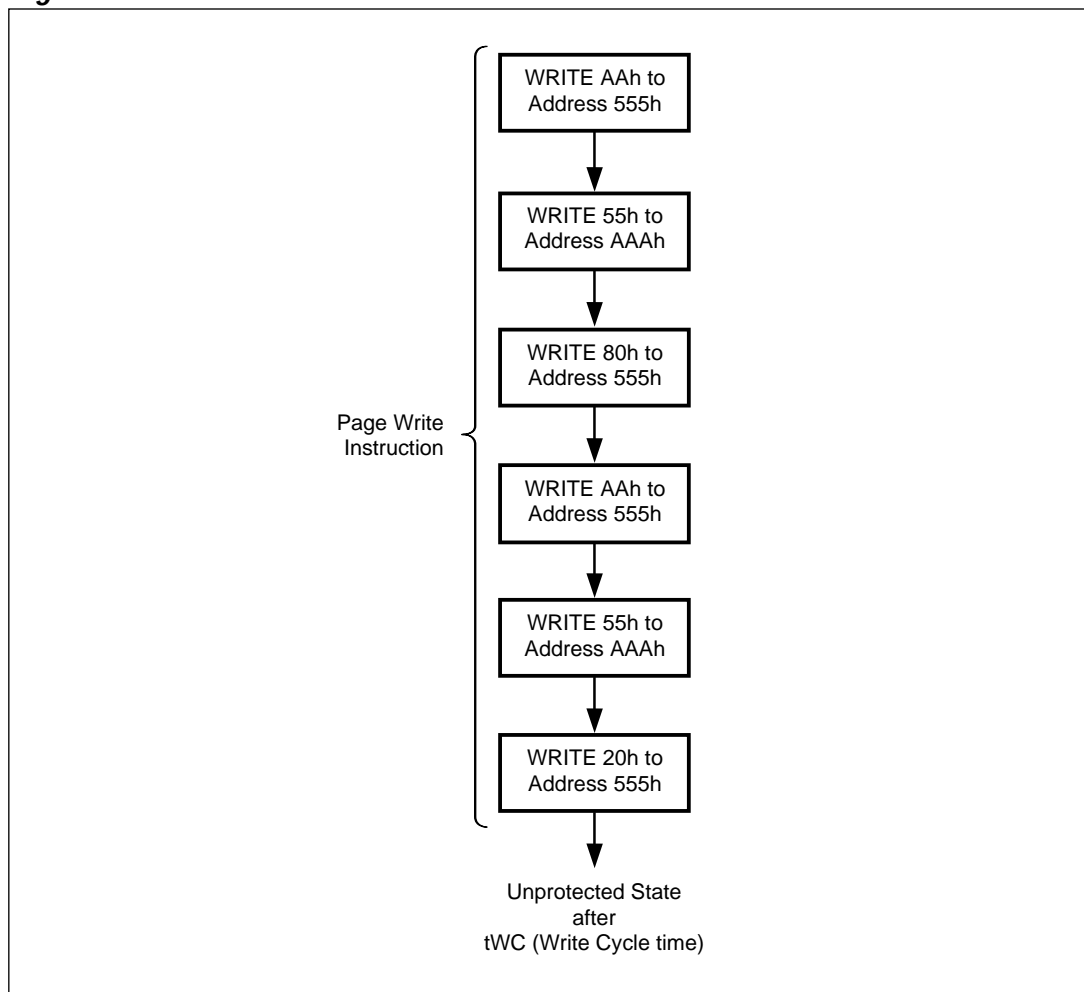 WRITE AAh to
Address 555h
WRITE 55h to
Address AAAh
WRITE 80h to
Address 555h
Page Write
Instruction
WRITE AAh to
Address 555h
WRITE 55h to
Address AAAh
WRITE 20h to
Address 555h
Unprotected State
after
tWC (Write Cycle time)